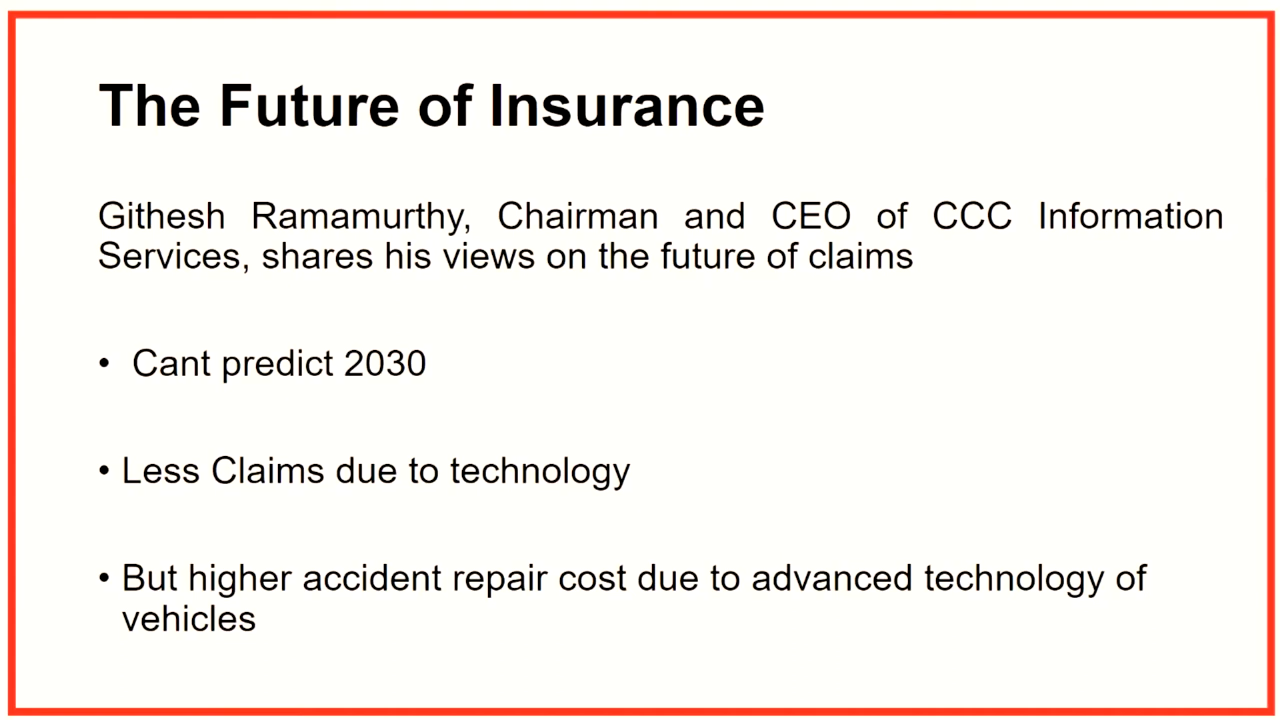 The Future of Insurance
Githesh Ramamurthy, Chairman and CEO of CCC Information
Services, shares his views on the future of claims
• Cant predict 2030
• Less Claims due to technology
• But higher accident repair cost due to advanced technology of
vehicles